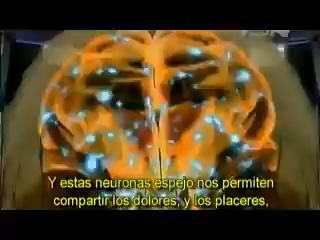 Y estas neuronas espejo nos permiten
compartir los dolores, y los placeres,